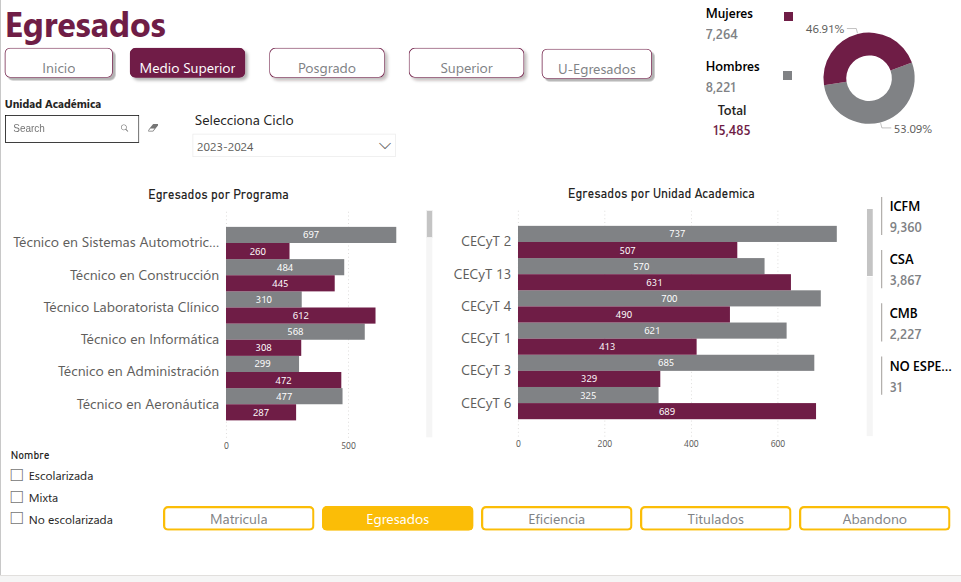 Egresados
Inicio
Medio Superior
Posgrado
Superior
U-Egresados
Mujeres
7,264
Hombres
8,221
Total
15,485
46.91%
53.09%
Unidad Académica
Search
Selecciona Ciclo
2023-2024
Egresados por Programa
Técnico en Sistemas Automotric...
697
260
Técnico en Construcción
484
445
Técnico Laboratorista Clínico
310
612
Técnico en Informática
568
308
Técnico en Administración
299
472
Técnico en Aeronáutica
477
287
0
500
Egresados por Unidad Academica
CECyT 2
737
507
CECyT 13
570
631
CECyT 4
700
490
CECyT 1
621
413
CECyT 3
685
329
CECyT 6
325
689
0
200
400
600
ICFM
9,360
CSA
3,867
CMB
2,227
NO ESPE...
31
Nombre
Escolarizada
Mixta
No escolarizada
Matricula
Egresados
Eficiencia
Titulados
Abandono